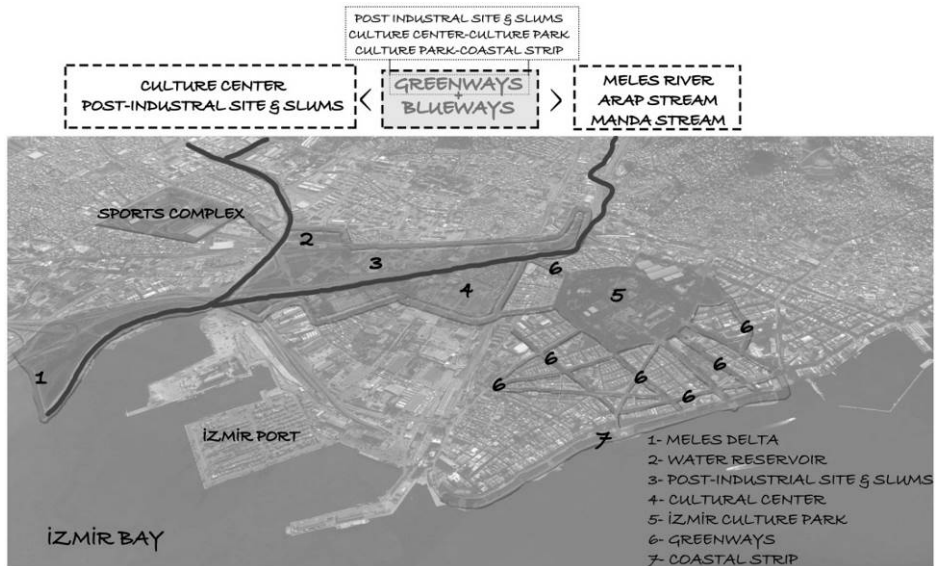 POST INDUSTRIAL SITE & SLUMS
CULTURE CENTER-CULTURE PARK
CULTURE PARK-COASTAL STRIP
CULTURE CENTER
POST-INDUSTRIAL SITE & SLUMS
<
GREENWAYS
+
BLUEWAYS
>
MELES RIVER
ARAP STREAM
MANDA STREAM
SPORTS COMPLEX
2
3
6
4
5
6
1
6
6
6
6
6
7
İZMİR PORT
İZMİR BAY
1- MELES DELTA
2- WATER RESERVOIR
3- POST-INDUSTRIAL SITE & SLUMS
4- CULTURAL CENTER
5- İZMİR CULTURE PARK
6- GREENWAYS
7- COASTAL STRIP